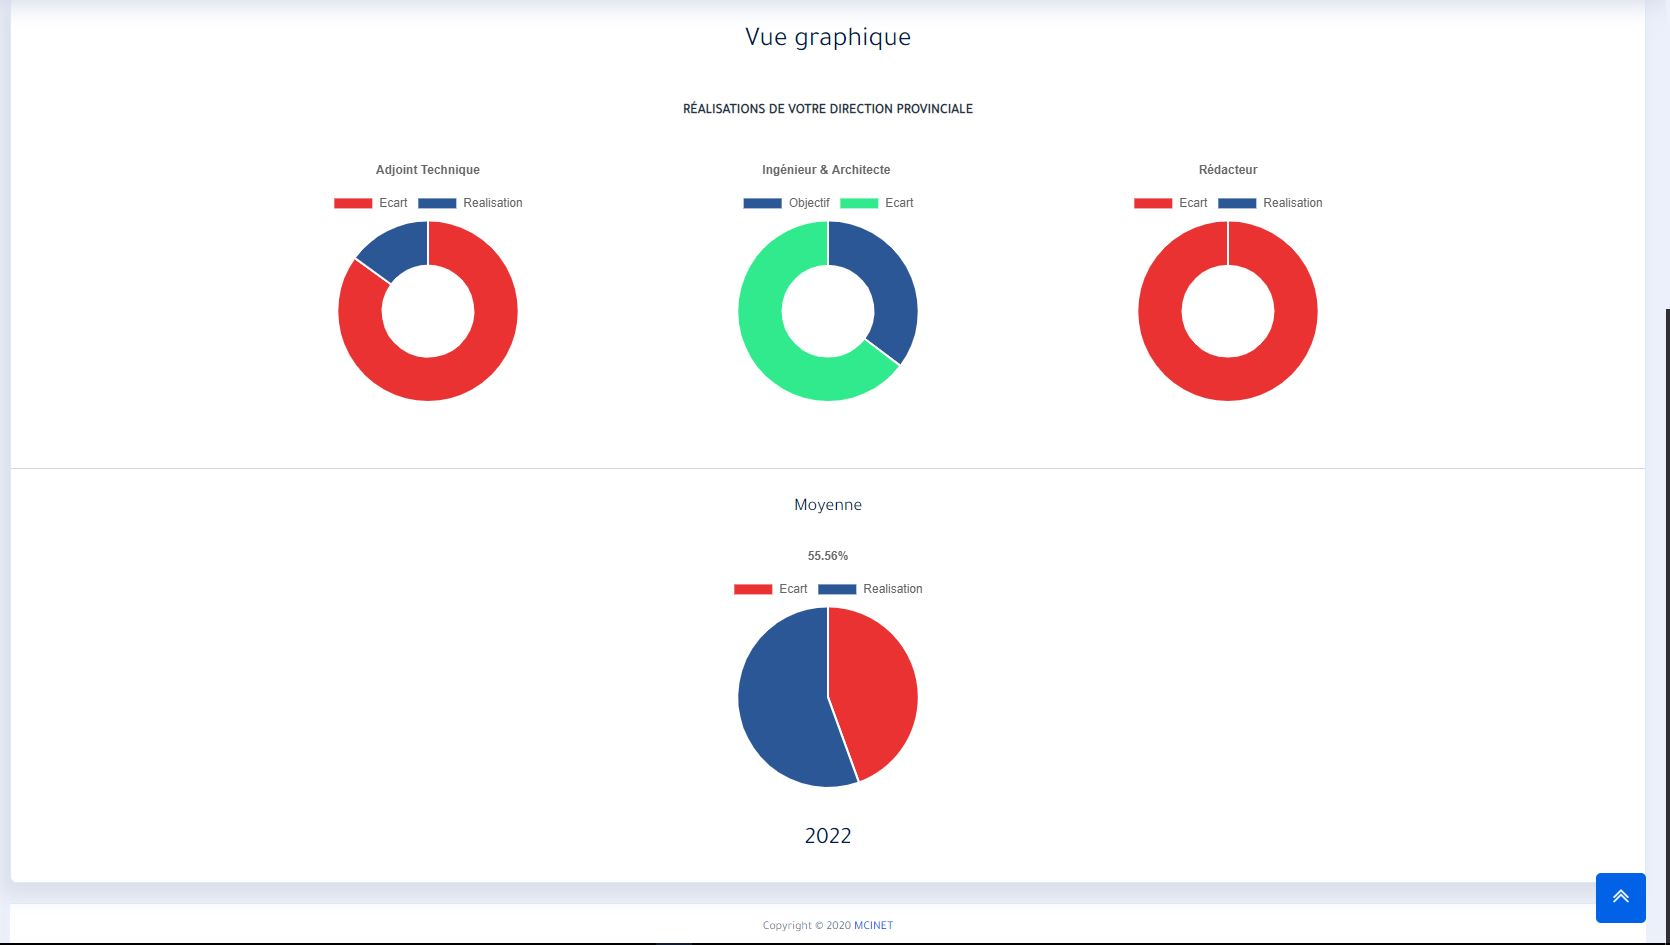 Vue graphique
RÉALISATIONS DE VOTRE DIRECTION PROVINCIALE
Adjoint Technique
Ecart Realisation
Ingénieur & Architecte
Objectif Ecart
Rédacteur
Ecart Realisation
Moyenne
55.56%
Ecart Realisation
2022
Copyright © 2020 MCINET